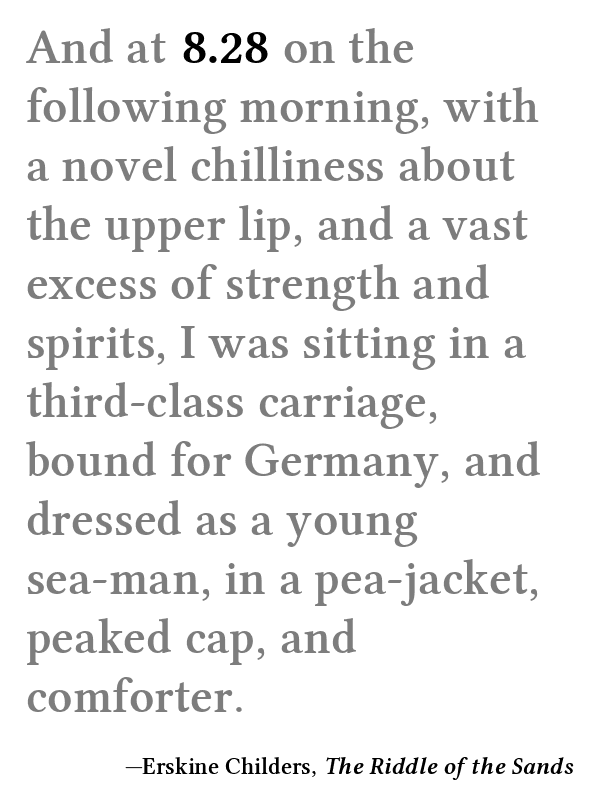 And at 8.28 on the
following morning, with
a novel chilliness about
the upper lip, and a vast
excess of strength and
spirits, I was sitting in a
third-class carriage,
bound for Germany, and
dressed as a young
sea-man, in a pea-jacket,
peaked cap, and
comforter.
—Erskine Childers, The Riddle of the Sands